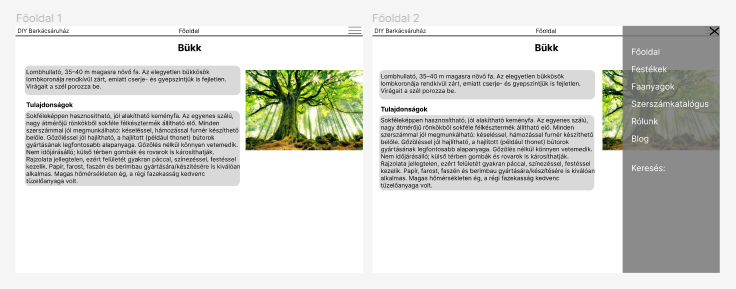 Főoldal 1
DIY Barkácsáruház
Főoldal
Bükk
Lombhullató, 35-40 m magasra növő fa. Az elegyetlen bükkösök
lombkoronája rendkívül zárt, emiatt cserje- és gyepszintjük is fejletlen.
Virágait a szél porozza be.
Tulajdonságok
Sokféleképpen hasznosítható, jól alakítható keményfa. Az egyenes szálú,
nagy átmérőjű rönkökből sokféle félkésztermék állítható elő. Minden
szerszámmal jól megmunkálható: késeléssel, hámozással furnér készíthető
belőle. Gőzöléssel jól hajlítható, a hajlított (például thonet) bútorok
gyártásának legfontosabb alapanyaga. Gőzölés nélkül könnyen vetemedik.
Nem időjárásálló; külső térben gombák és rovarok is károsíthatják.
Rajzolata jellegtelen, ezért felületét gyakran páccal, színezéssel, festéssel
kezelik. Papír, farost, faszén és berimbau gyártására/készítésére is kiválóan
alkalmas. Magas hőmérsékleten ég, a régi fazekasság kedvenc
tüzelőanyaga volt.
Főoldal 2
DIY Barkácsáruház
Főoldal
Bükk
Lombhullató, 35-40 m magasra növő fa. Az elegyetlen bükkösök
lombkoronája rendkívül zárt, emiatt cserje- és gyepszintjük is fejletlen.
Virágait a szél porozza be.
Tulajdonságok
Sokféleképpen hasznosítható, jól alakítható keményfa. Az egyenes szálú,
nagy átmérőjű rönkökből sokféle félkésztermék állítható elő. Minden
szerszámmal jól megmunkálható: késeléssel, hámozással furnér készíthető
belőle. Gőzöléssel jól hajlítható, a hajlított (például thonet) bútorok
gyártásának legfontosabb alapanyaga. Gőzölés nélkül könnyen vetemedik.
Nem időjárásálló; külső térben gombák és rovarok is károsíthatják.
Rajzolata jellegtelen, ezért felületét gyakran páccal, színezéssel, festéssel
kezelik. Papír, farost, faszén és berimbau gyártására/készítésére is kiválóan
alkalmas. Magas hőmérsékleten ég, a régi fazekasság kedvenc
tüzelőanyaga volt.
Főoldal
Festékek
Faanyagok
Szerszámkatalógus
Rólunk
Blog
Keresés: